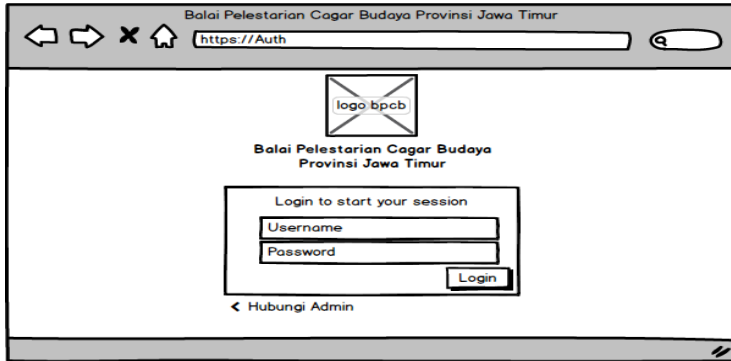 Balai Pelestarian Cagar Budaya Provinsi Jawa Timur
https://Auth
logo bpcb
Balai Pelestarian Cagar Budaya
Provinsi Jawa Timur
Login to start your session
Username
Password
Login
Hubungi Admin